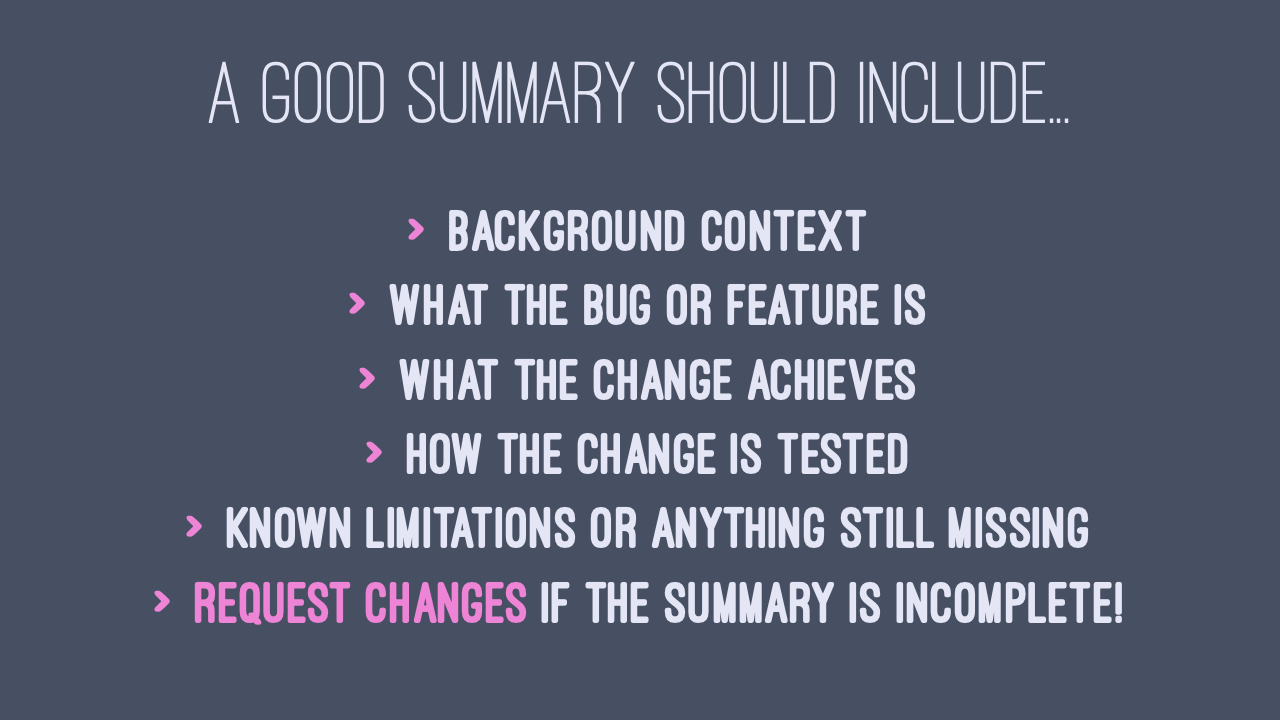 A GOOD SUMMARY SHOULD INCLUDE...
> BACKGROUND CONTEXT
> WHAT THE BUG OR FEATURE IS
> WHAT THE CHANGE ACHIEVES
> HOW THE CHANGE IS TESTED
> KNOWN LIMITATIONS OR ANYTHING STILL MISSING
> REQUEST CHANGES IF THE SUMMARY IS INCOMPLETE!